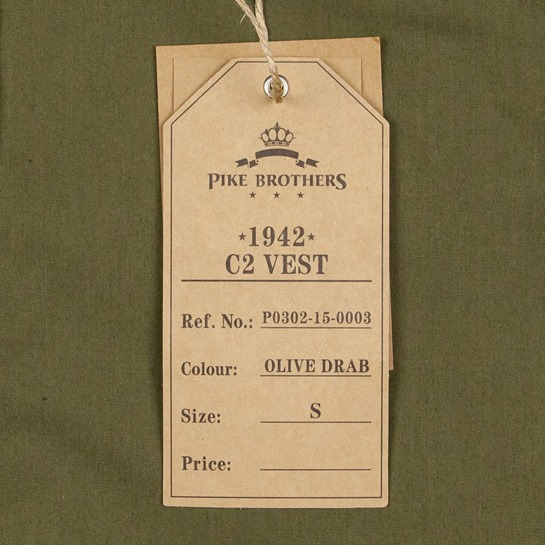 PIKE BROTHERS
★ ★ ★
★1942★
C2 VEST
Ref. No.: P0302-15-0003
Colour: OLIVE DRAB
Size: S
Price: